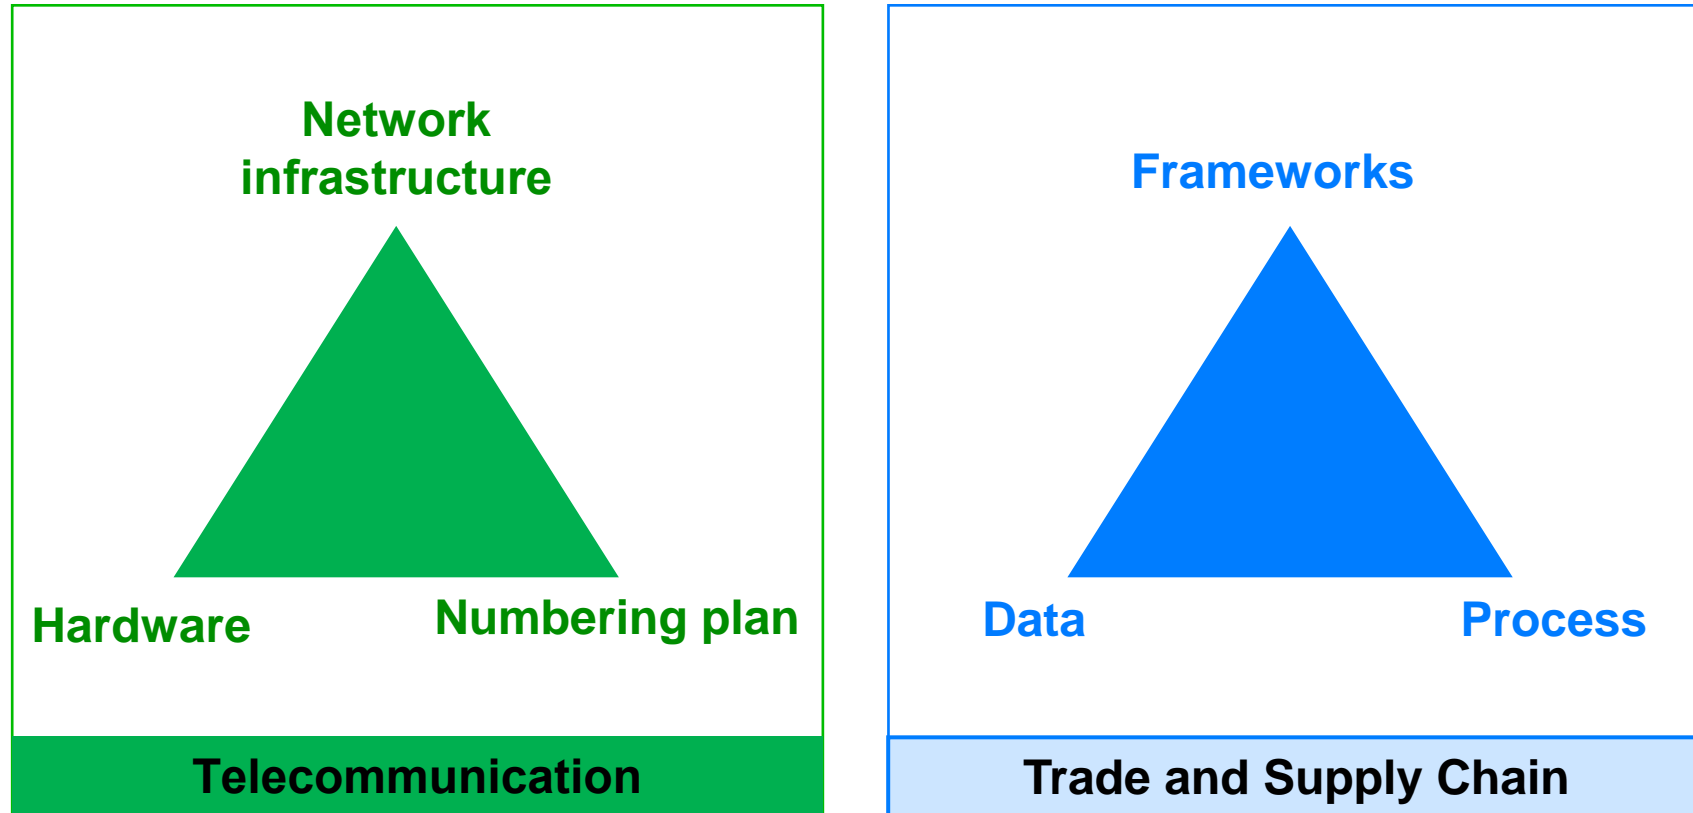 Network
infrastructure
Hardware
Numbering plan
Telecommunication
Frameworks
Data
Process
Trade and Supply Chain